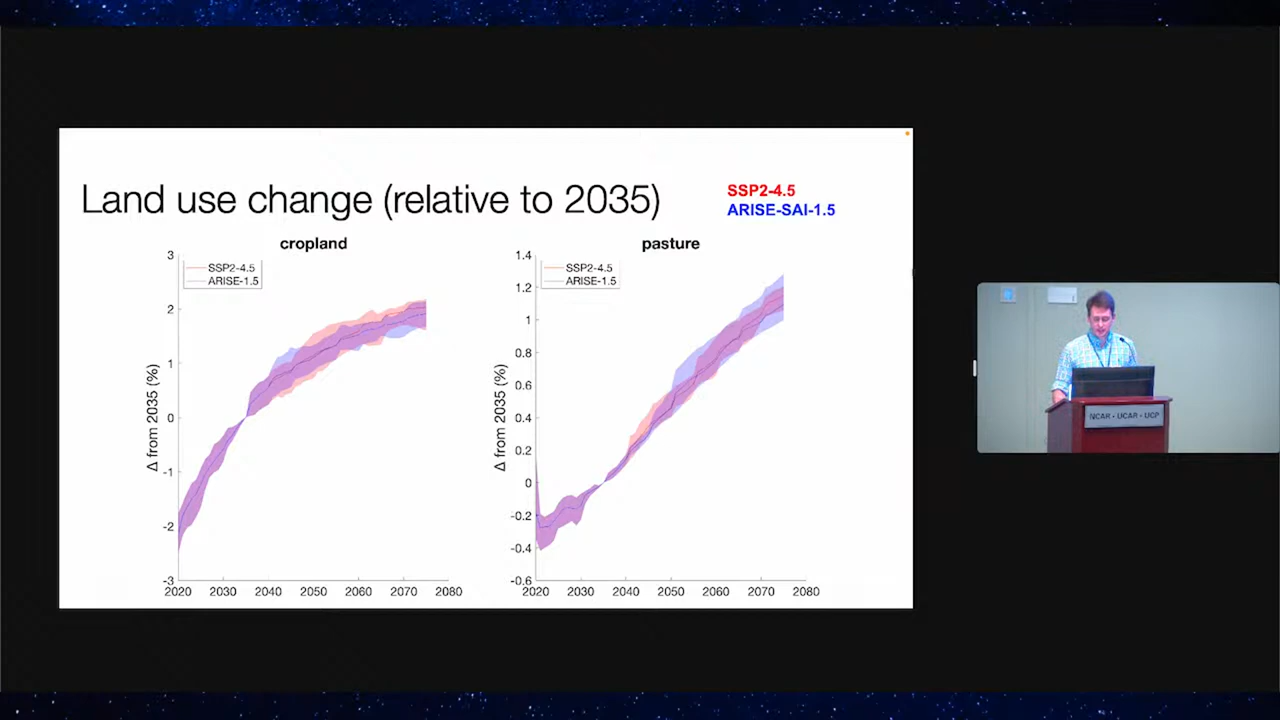 Land use change (relative to 2035)
SSP2-4.5
ARISE-SAI-1.5
cropland
3
2
1
0
-1
-2
-3
Δ from 2035 (%)
SSP2-4.5
ARISE-1.5
2020 2030 2040 2050 2060 2070 2080
pasture
1.4
1.2
1
0.8
0.6
0.4
0.2
0
-0.2
-0.4
-0.6
Δ from 2035 (%)
SSP2-4.5
ARISE-1.5
2020 2030 2040 2050 2060 2070 2080
NCAR • UCAR • UCP